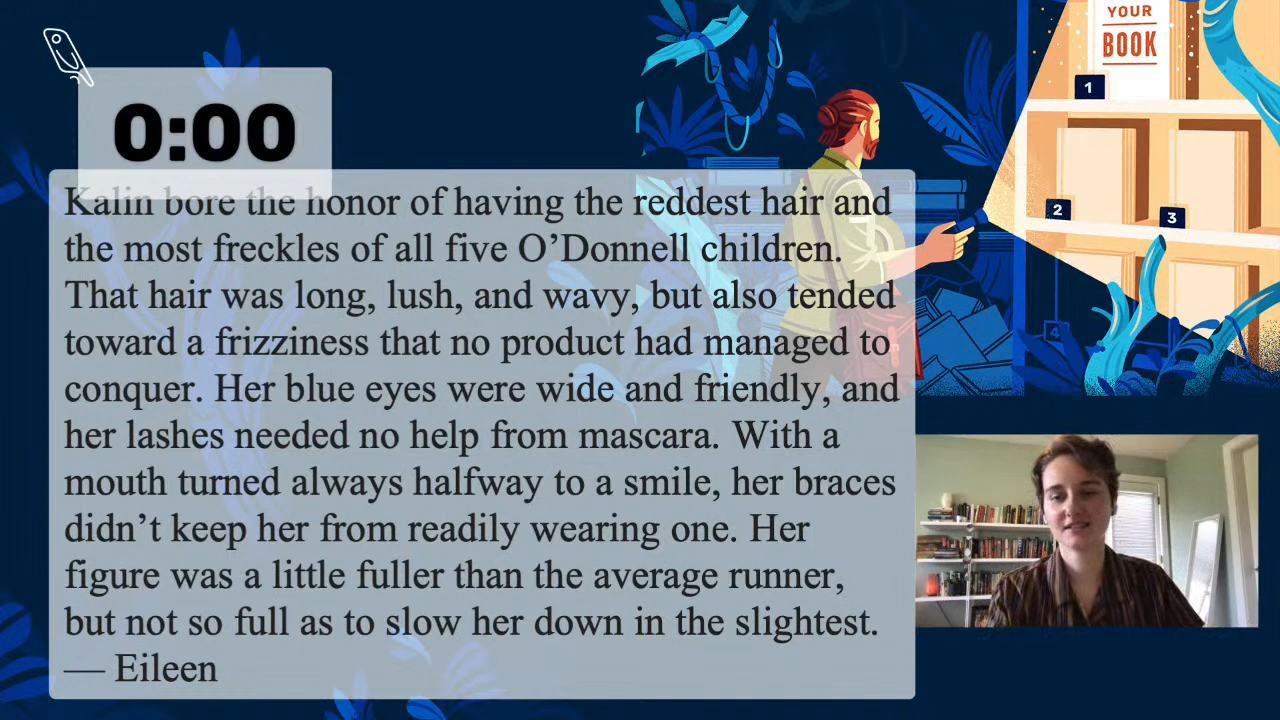 YOUR
BOOK
1
0:00
Kalin bore the honor of having the reddest hair and
the most freckles of all five O’Donnell children.
That hair was long, lush, and wavy, but also tended
toward a frizziness that no product had managed to
conquer. Her blue eyes were wide and friendly, and
her lashes needed no help from mascara. With a
mouth turned always halfway to a smile, her braces
didn’t keep her from readily wearing one. Her
figure was a little fuller than the average runner,
but not so full as to slow her down in the slightest.
— Eileen
2
3
4